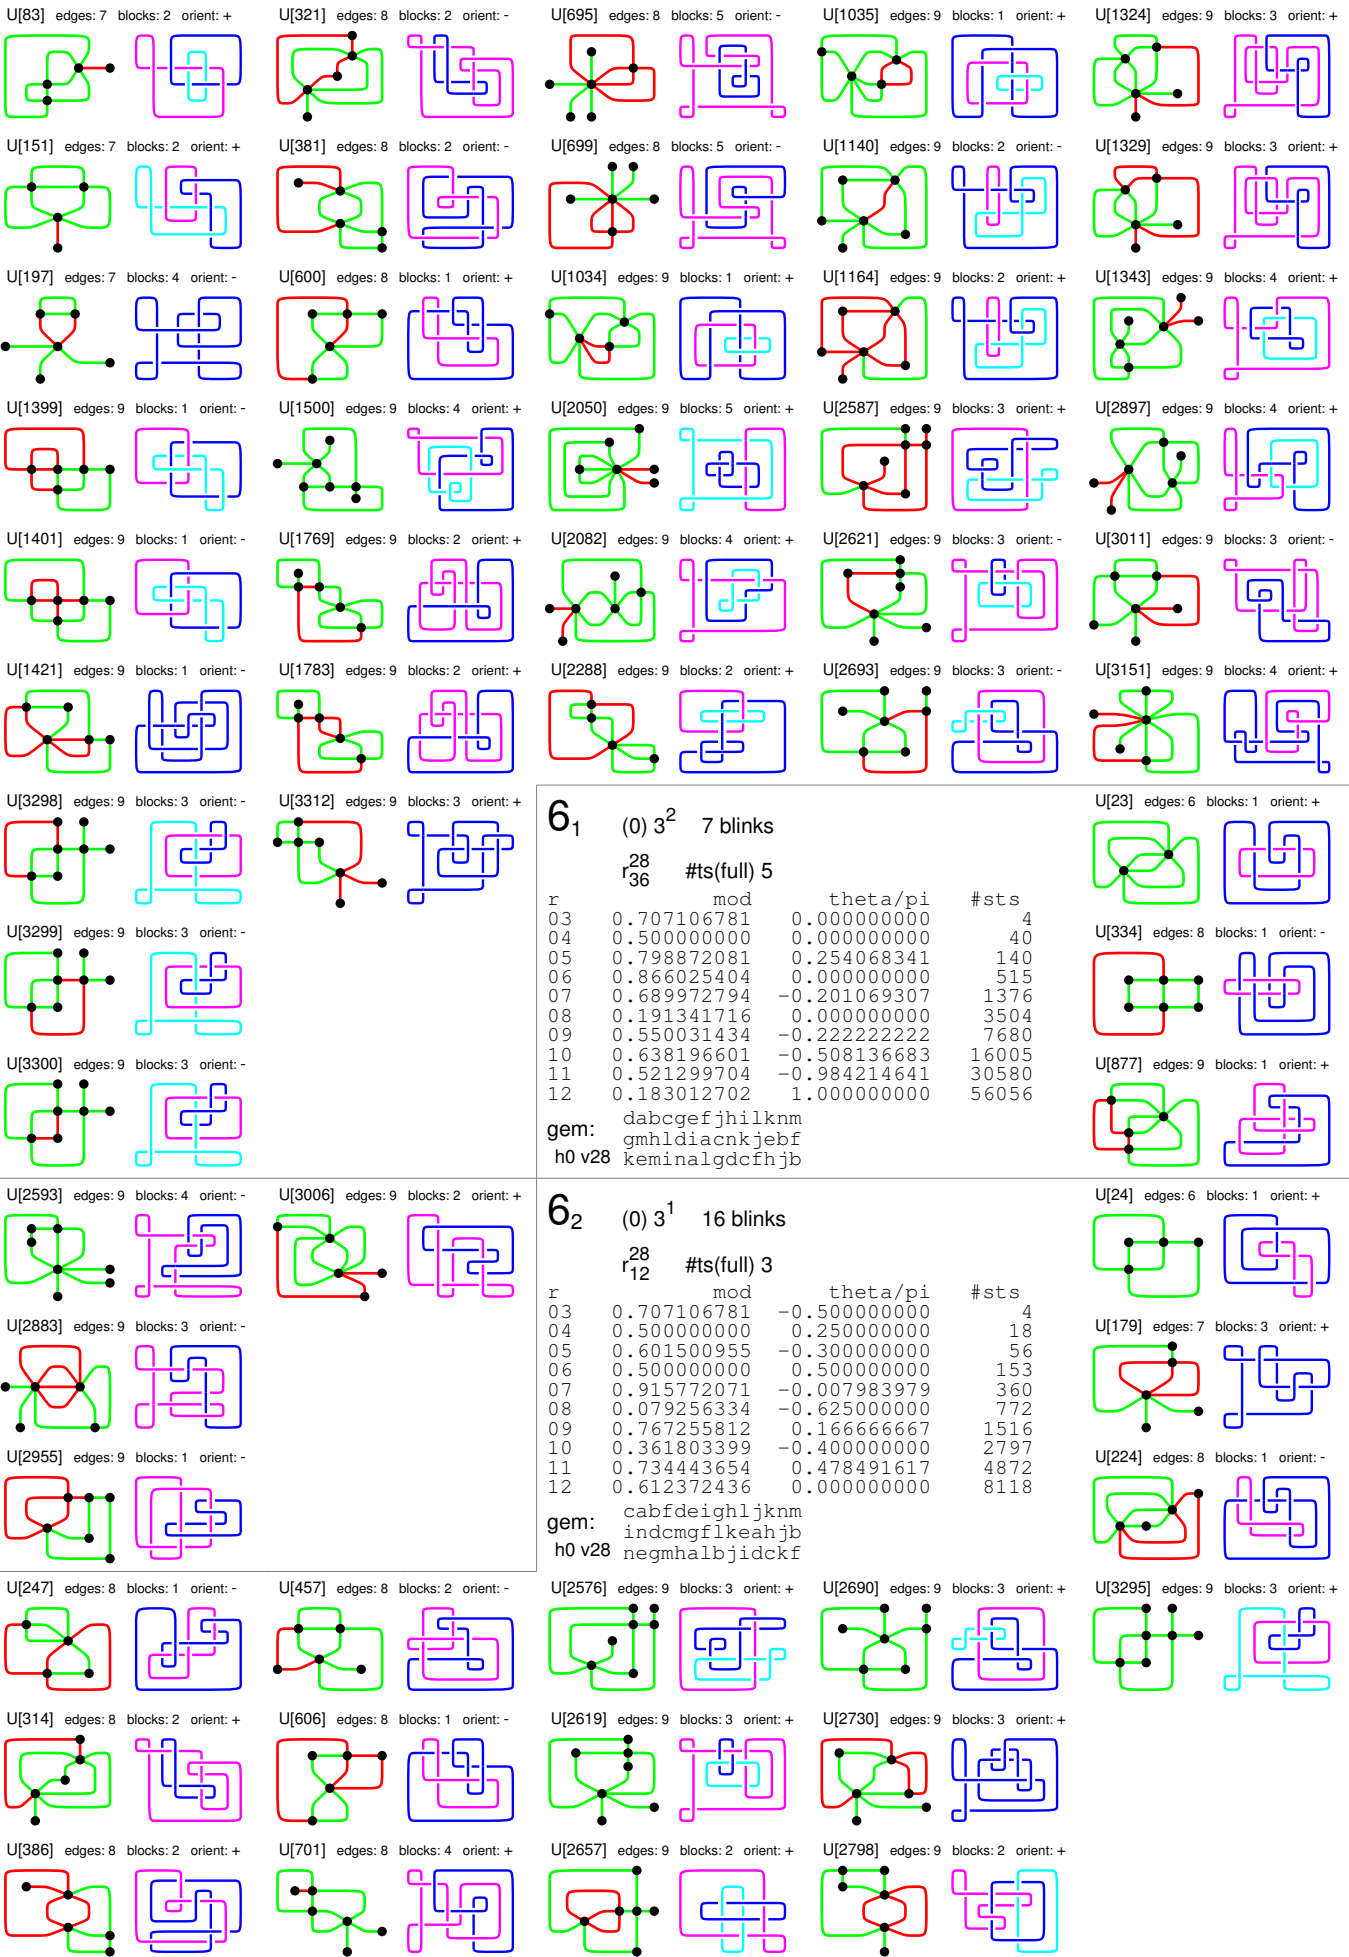 U[83] edges: 7 blocks: 2 orient: +
U[321] edges: 8 blocks: 2 orient: -
U[695] edges: 8 blocks: 5 orient: -
U[1035] edges: 9 blocks: 1 orient: +
U[1324] edges: 9 blocks: 3 orient: +
U[151] edges: 7 blocks: 2 orient: +
U[381] edges: 8 blocks: 2 orient: -
U[699] edges: 8 blocks: 5 orient: -
U[1140] edges: 9 blocks: 2 orient: -
U[1329] edges: 9 blocks: 3 orient: +
U[197] edges: 7 blocks: 4 orient: -
U[600] edges: 8 blocks: 1 orient: +
U[1034] edges: 9 blocks: 1 orient: +
U[1164] edges: 9 blocks: 2 orient: +
U[1343] edges: 9 blocks: 4 orient: +
U[1399] edges: 9 blocks: 1 orient: -
U[1500] edges: 9 blocks: 4 orient: +
U[2050] edges: 9 blocks: 5 orient: +
U[2587] edges: 9 blocks: 3 orient: +
U[2897] edges: 9 blocks: 4 orient: +
U[1401] edges: 9 blocks: 1 orient: -
U[1769] edges: 9 blocks: 2 orient: +
U[2082] edges: 9 blocks: 4 orient: +
U[2621] edges: 9 blocks: 3 orient: -
U[3011] edges: 9 blocks: 3 orient: -
U[1421] edges: 9 blocks: 1 orient: -
U[1783] edges: 9 blocks: 2 orient: +
U[2288] edges: 9 blocks: 2 orient: +
U[2693] edges: 9 blocks: 3 orient: -
U[3151] edges: 9 blocks: 4 orient: +
U[3298] edges: 9 blocks: 3 orient: -
U[3312] edges: 9 blocks: 3 orient: +
6₁ (0) 3² 7 blinks
r₃₆²⁸ #ts(full) 5
r mod theta/pi #sts
03 0.707106781 0.000000000 4
04 0.500000000 0.000000000 40
05 0.798872081 0.254068341 140
06 0.866025404 0.000000000 515
07 0.689972794 −0.201069307 1376
08 0.191341716 0.000000000 3504
09 0.550031434 −0.222222222 7680
10 0.638196601 −0.508136683 16005
11 0.521299704 −0.984214641 30580
12 0.183012702 1.000000000 56056
gem: dabcgefjhilknm
gmhldiacnkjebf
h0 v28 keminalgdcfhjb
U[23] edges: 6 blocks: 1 orient: +
U[3299] edges: 9 blocks: 3 orient: -
U[334] edges: 8 blocks: 1 orient: -
U[3300] edges: 9 blocks: 3 orient: -
U[877] edges: 9 blocks: 1 orient: +
U[2593] edges: 9 blocks: 4 orient: -
U[3006] edges: 9 blocks: 2 orient: +
6₂ (0) 3¹ 16 blinks
r₁₂²⁸ #ts(full) 3
r mod theta/pi #sts
03 0.707106781 −0.500000000 4
04 0.500000000 0.250000000 18
05 0.601500955 −0.300000000 56
06 0.500000000 0.500000000 153
07 0.915772071 −0.007983979 360
08 0.079256334 −0.625000000 772
09 0.767255812 0.166666667 1516
10 0.361803399 −0.400000000 2797
11 0.734443654 0.478491617 4872
12 0.612372436 0.000000000 8118
gem: cabfdeighljknm
indcmgflkeahjb
h0 v28 negmhalbjidckf
U[24] edges: 6 blocks: 1 orient: +
U[2883] edges: 9 blocks: 3 orient: -
U[179] edges: 7 blocks: 3 orient: +
U[2955] edges: 9 blocks: 1 orient: -
U[224] edges: 8 blocks: 1 orient: -
U[247] edges: 8 blocks: 1 orient: -
U[457] edges: 8 blocks: 2 orient: -
U[2576] edges: 9 blocks: 3 orient: +
U[2690] edges: 9 blocks: 3 orient: +
U[3295] edges: 9 blocks: 3 orient: +
U[314] edges: 8 blocks: 2 orient: +
U[606] edges: 8 blocks: 1 orient: -
U[2619] edges: 9 blocks: 3 orient: +
U[2730] edges: 9 blocks: 3 orient: +
U[386] edges: 8 blocks: 2 orient: +
U[701] edges: 8 blocks: 4 orient: +
U[2657] edges: 9 blocks: 2 orient: +
U[2798] edges: 9 blocks: 2 orient: +